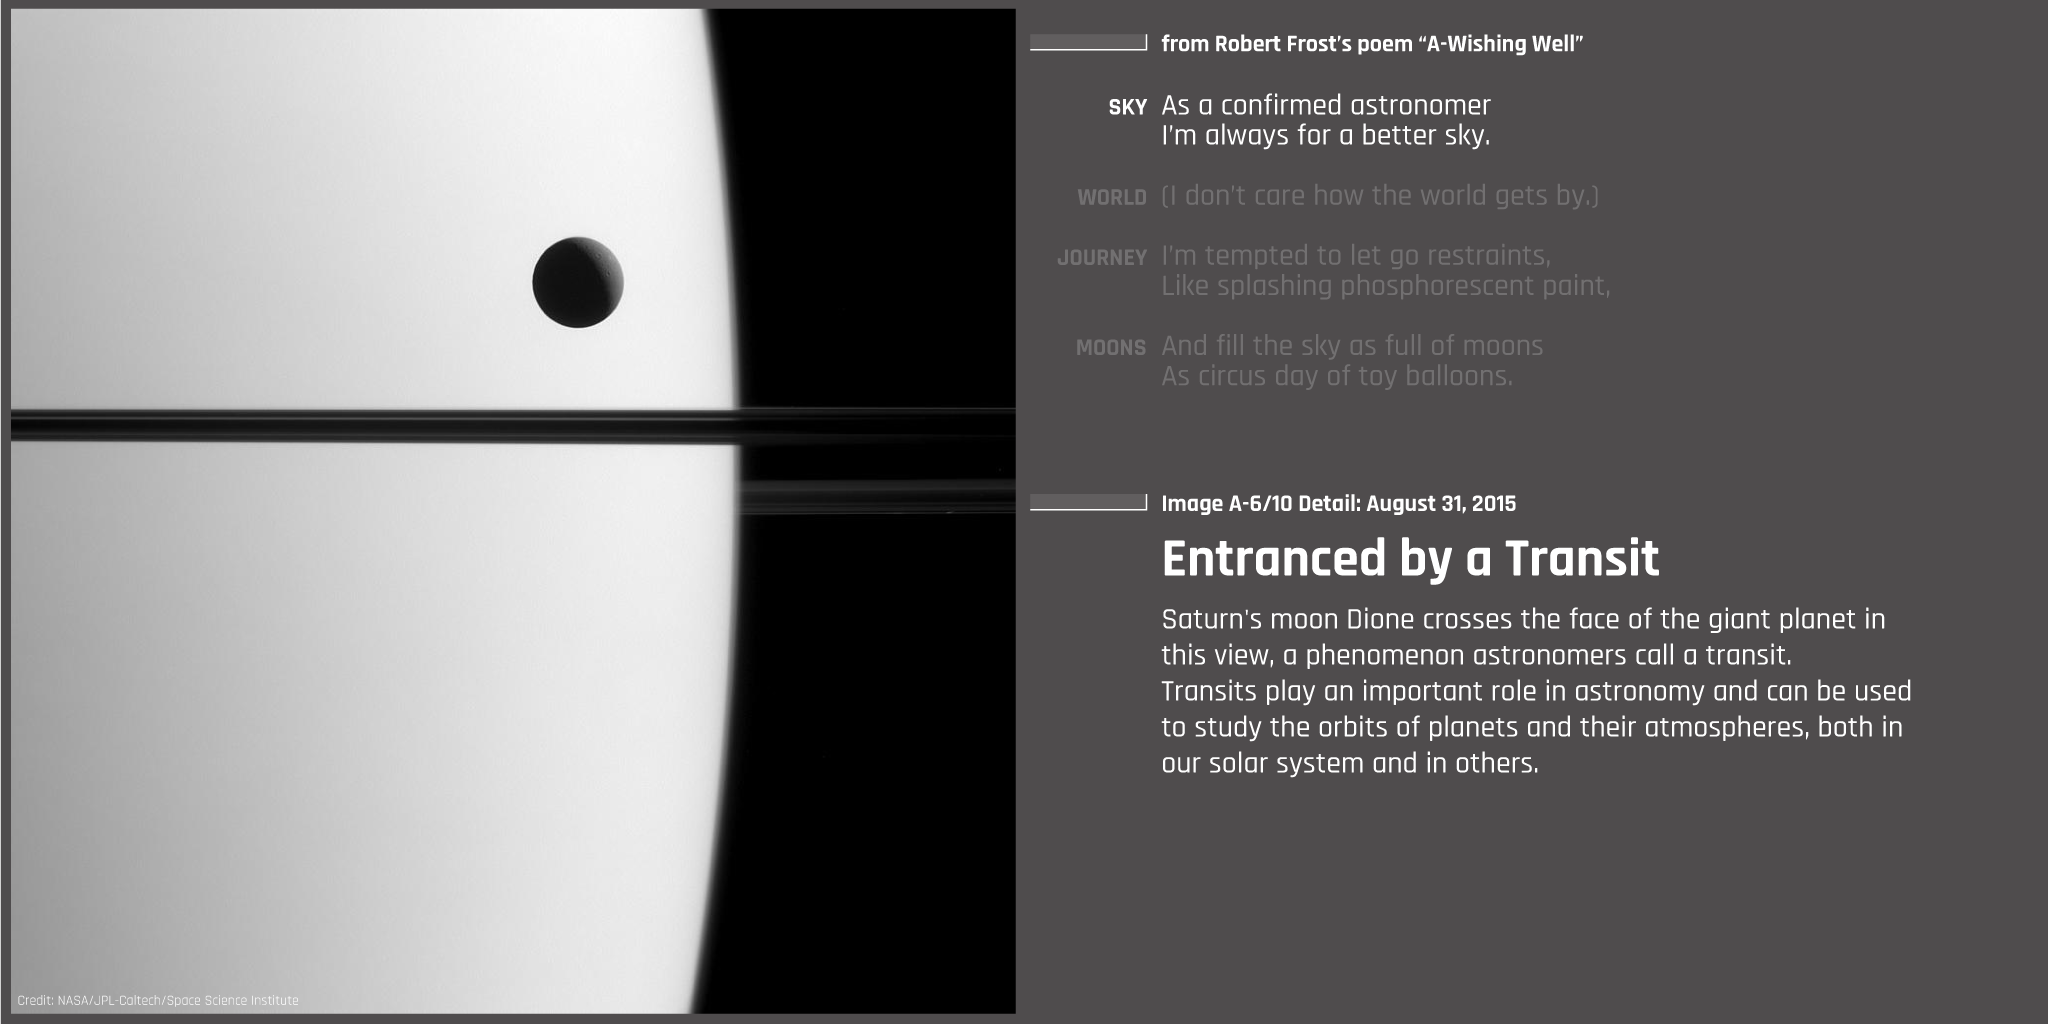 from Robert Frost’s poem “A-Wishing Well”
SKY As a confirmed astronomer
I’m always for a better sky.
WORLD (I don’t care how the world gets by.)
JOURNEY I’m tempted to let go restraints,
Like splashing phosphorescent paint,
MOONS And fill the sky as full of moons
As circus day of toy balloons.
Image A-6/10 Detail: August 31, 2015
Entranced by a Transit
Saturn's moon Dione crosses the face of the giant planet in
this view, a phenomenon astronomers call a transit.
Transits play an important role in astronomy and can be used
to study the orbits of planets and their atmospheres, both in
our solar system and in others.
Credit: NASA/JPL-Caltech/Space Science Institute